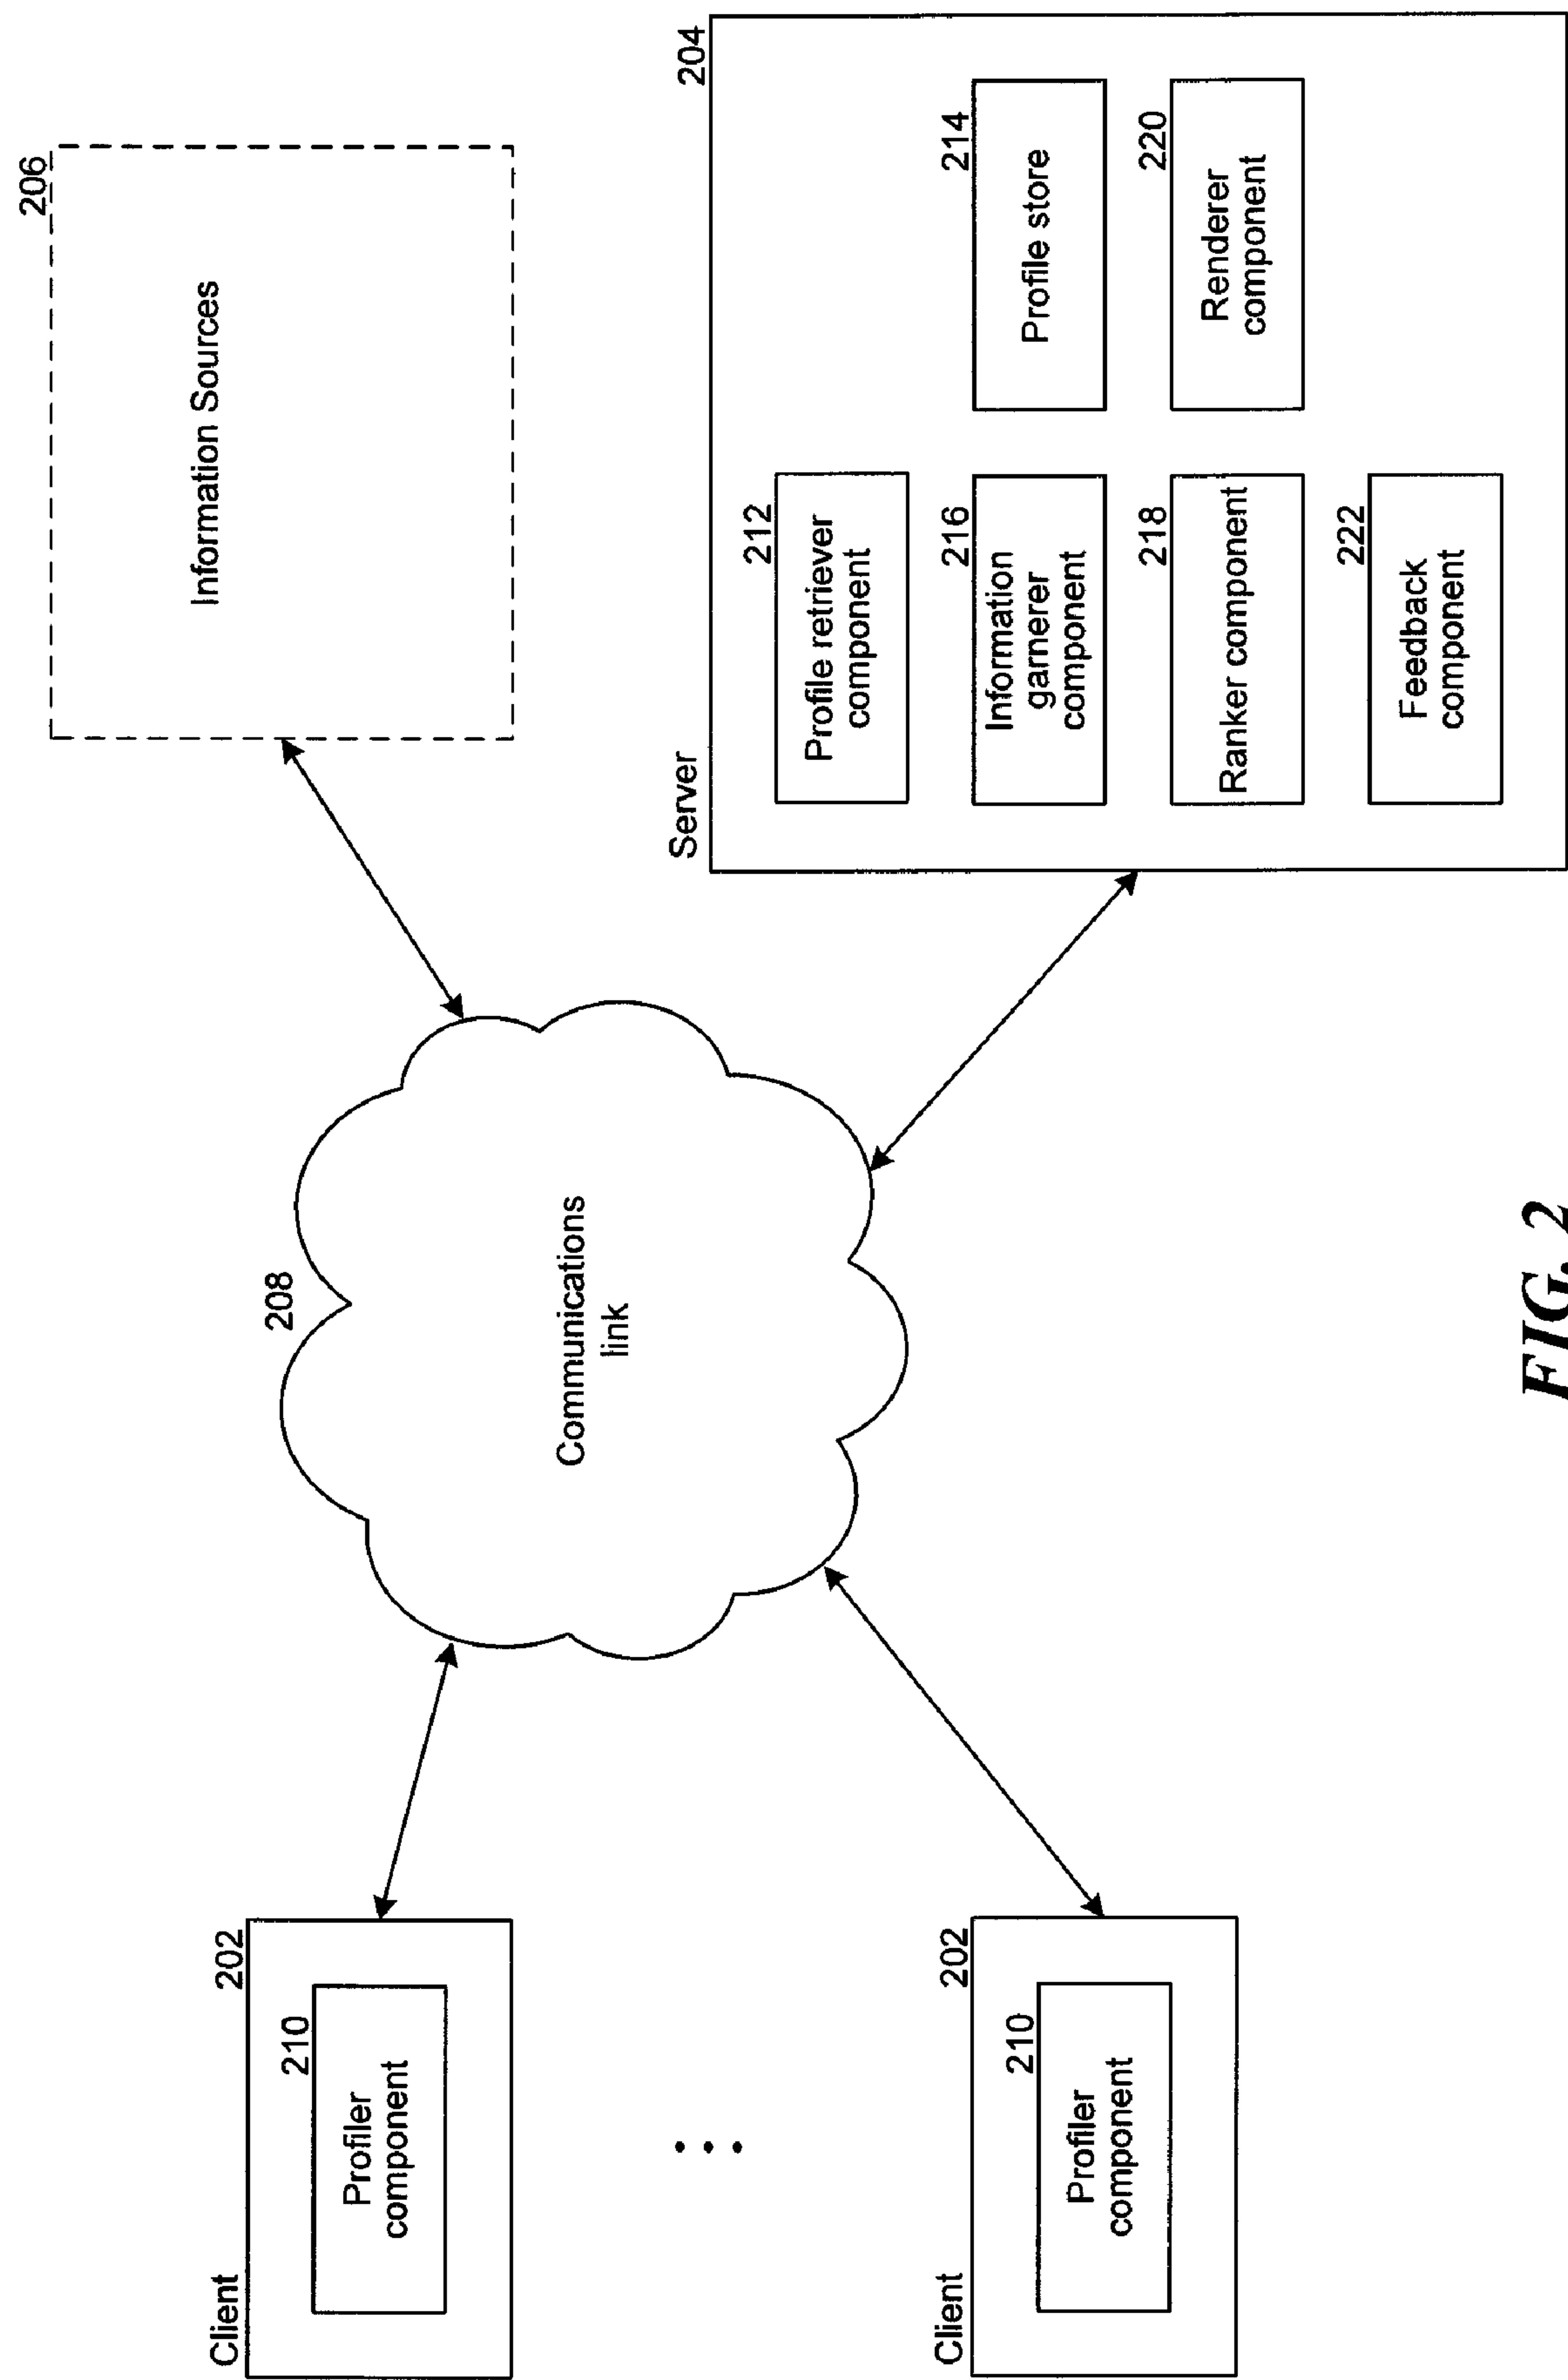 206
Information Sources
Client
202
210
Profiler
component
208
Communications
link
Server
204
212
Profile retriever
component
216
Information
garnerer
component
214
Profile store
218
Ranker component
220
Renderer
component
222
Feedback
component
...
Client
202
210
Profiler
component
FIG. 2